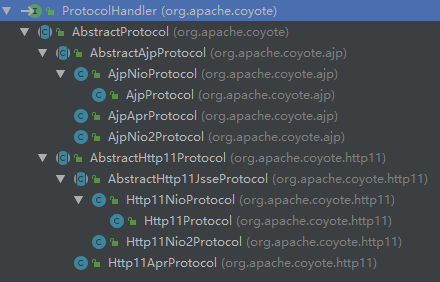 ProtocolHandler (org.apache.coyote)
AbstractProtocol (org.apache.coyote)
AbstractAjpProtocol (org.apache.coyote.ajp)
AjpNioProtocol (org.apache.coyote.ajp)
AjpProtocol (org.apache.coyote.ajp)
AjpAprProtocol (org.apache.coyote.ajp)
AjpNio2Protocol (org.apache.coyote.ajp)
AbstractHttp11Protocol (org.apache.coyote.http11)
AbstractHttp11JsseProtocol (org.apache.coyote.http11)
Http11NioProtocol (org.apache.coyote.http11)
Http11Protocol (org.apache.coyote.http11)
Http11Nio2Protocol (org.apache.coyote.http11)
Http11AprProtocol (org.apache.coyote.http11)